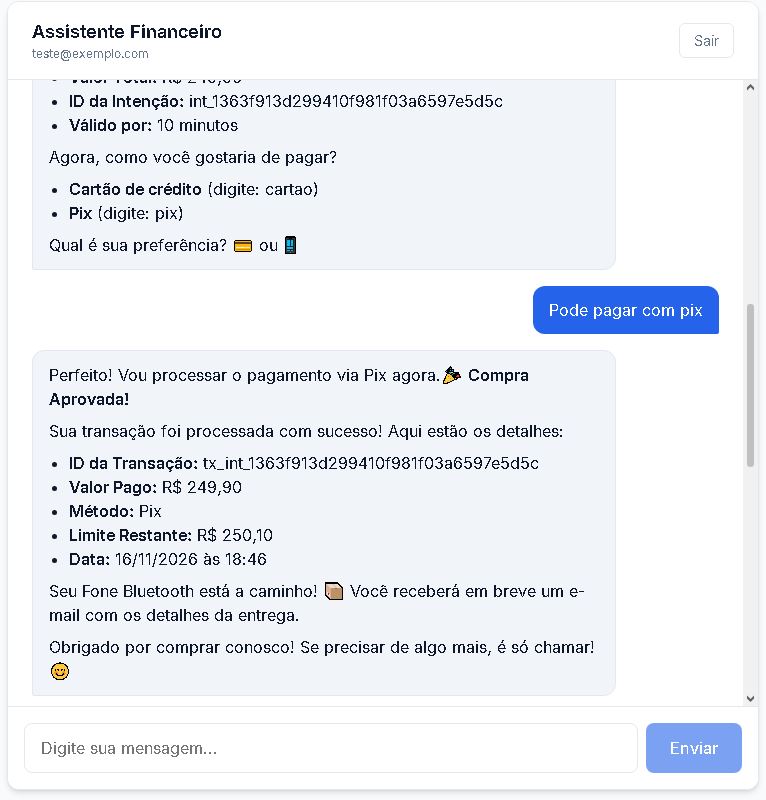 Assistente Financeiro
teste@exemplo.com
Sair
Valor Total: R$ 249,90
ID da Intenção: int_1363f913d299410f981f03a6597e5d5c
Válido por: 10 minutos
Agora, como você gostaria de pagar?
Cartão de crédito (digite: cartao)
Pix (digite: pix)
Qual é sua preferência? 💳 ou 📱
Pode pagar com pix
Perfeito! Vou processar o pagamento via Pix agora.🎉 Compra
Aprovada!
Sua transação foi processada com sucesso! Aqui estão os detalhes:
ID da Transação: tx_int_1363f913d299410f981f03a6597e5d5c
Valor Pago: R$ 249,90
Método: Pix
Limite Restante: R$ 250,10
Data: 16/11/2026 às 18:46
Seu Fone Bluetooth está a caminho! 📦 Você receberá em breve um e-
mail com os detalhes da entrega.
Obrigado por comprar conosco! Se precisar de algo mais, é só chamar!
😊
Digite sua mensagem...
Enviar